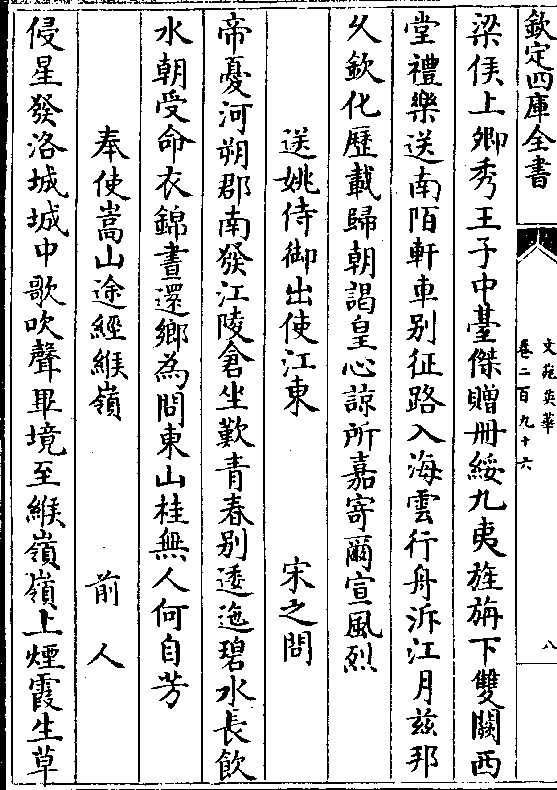 欽定四庫全書
文苑英華
卷二百九十六
八
梁侯上卿秀王子中臺傑贈册綏九夷旌旃下雙闕西
堂禮樂送南陌軒車别征路入海雲行舟泝江月兹邦
乆欽化歴載歸朝謁皇心諒所嘉寄爾宣風烈
送姚侍御出使江東 宋之問
帝憂河朔郡南發江陵倉坐歎青春别逶迤碧水長飲
水朝受命衣錦晝還鄉為問東山桂無人何自芳
奉使嵩山途經緱嶺 前人
侵星發洛城城中歌吹聲畢境至緱嶺嶺上煙霞生草